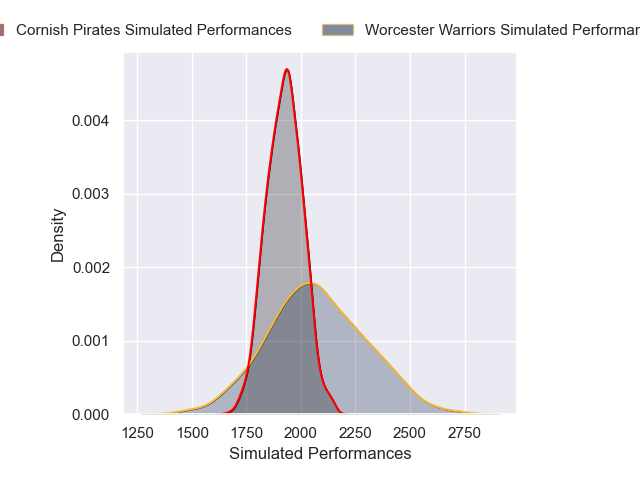 Cornish Pirates Simulated Performances
Worcester Warriors Simulated
Density
0.004
0.003
0.002
0.001
0.000
1250 1500 1750 2000 2250 2500 2750
Simulated Performances